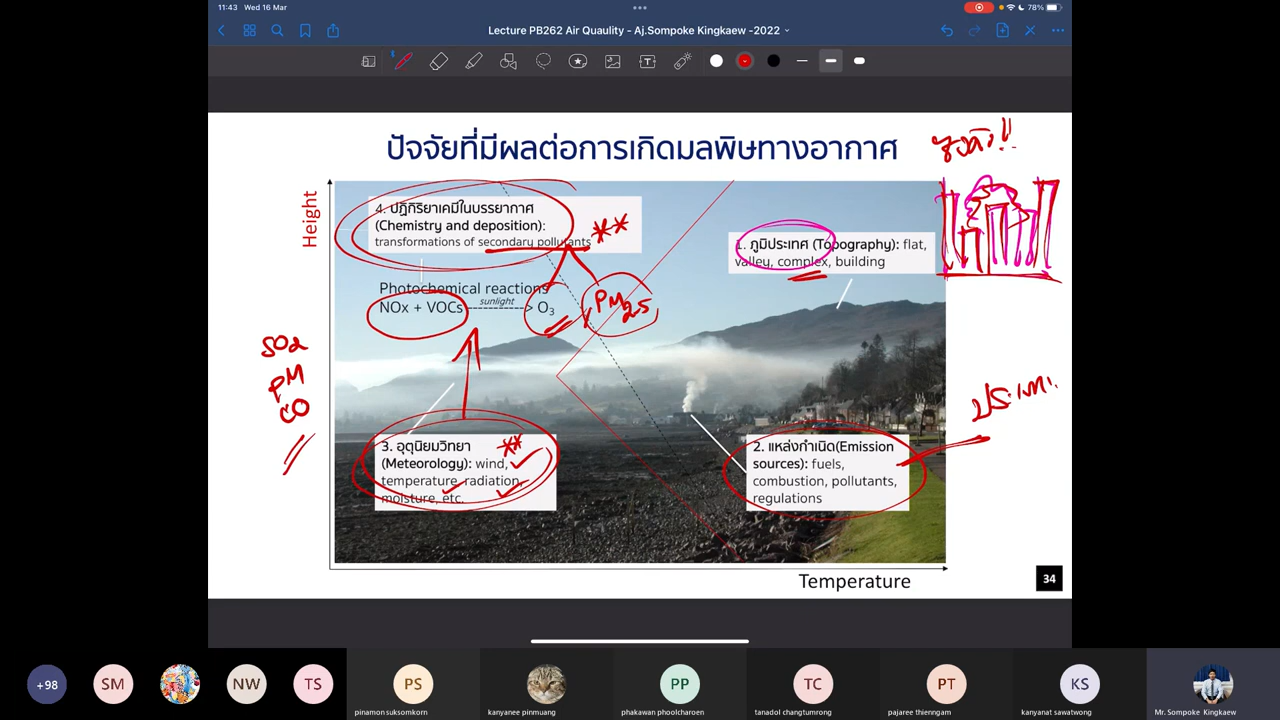 11:43 Wed 16 Mar
78%
Lecture PB262 Air Quaulity - Aj.Sompoke Kingkaew -2022
ปัจจัยที่มีผลต่อการเกิดมลพิษทางอากาศ
Height
4. ปฏิกิริยาเคมีในบรรยากาศ
(Chemistry and deposition):
transformations of secondary pollutants
**
1. ภูมิประเทศ (Topography): flat,
valley, complex, building
Photochemical reactions
NOx + VOCs ----------> O3
sunlight
PM2.5
SO2
PM
CO
3. อุตุนิยมวิทยา
(Meteorology): wind,
temperature, radiation,
moisture, etc.
**
2. แหล่งกำเนิด(Emission
sources): fuels,
combustion, pollutants,
regulations
Temperature
34
+98
SM
NW
TS
PS
PP
TC
PT
KS
pinamon suksomkorn
kanyanee pinmuang
phakawan phoolcharoen
tanadol changtumrong
pajaree thienngam
kanyanat sawatwong
Mr. Sompoke Kingkaew